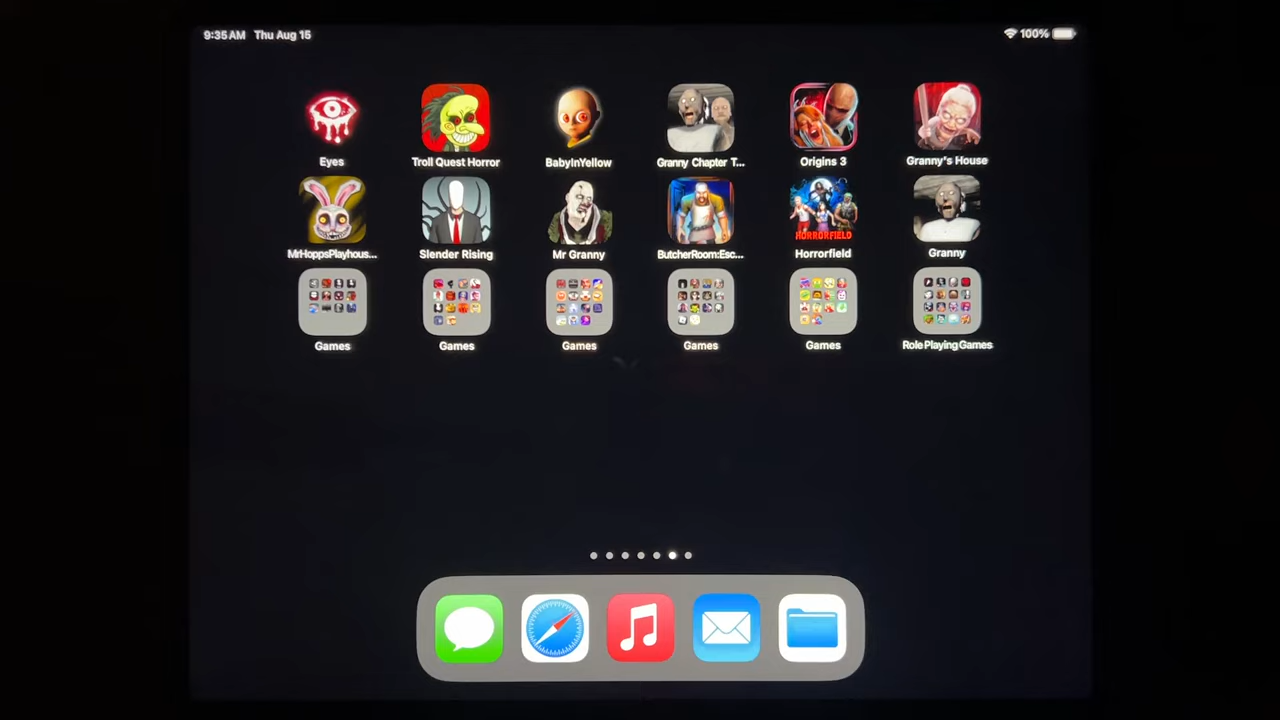 9:35 AM Thu Aug 15
100%
Eyes
Troll Quest Horror
BabyInYellow
Granny Chapter T...
Origins 3
Granny's House
MrHoppsPlayhous...
Slender Rising
Mr Granny
ButcherRoom:Esc...
HORRORFIELD
Horrorfield
Granny
Games
Games
Games
Games
Games
Role Playing Games